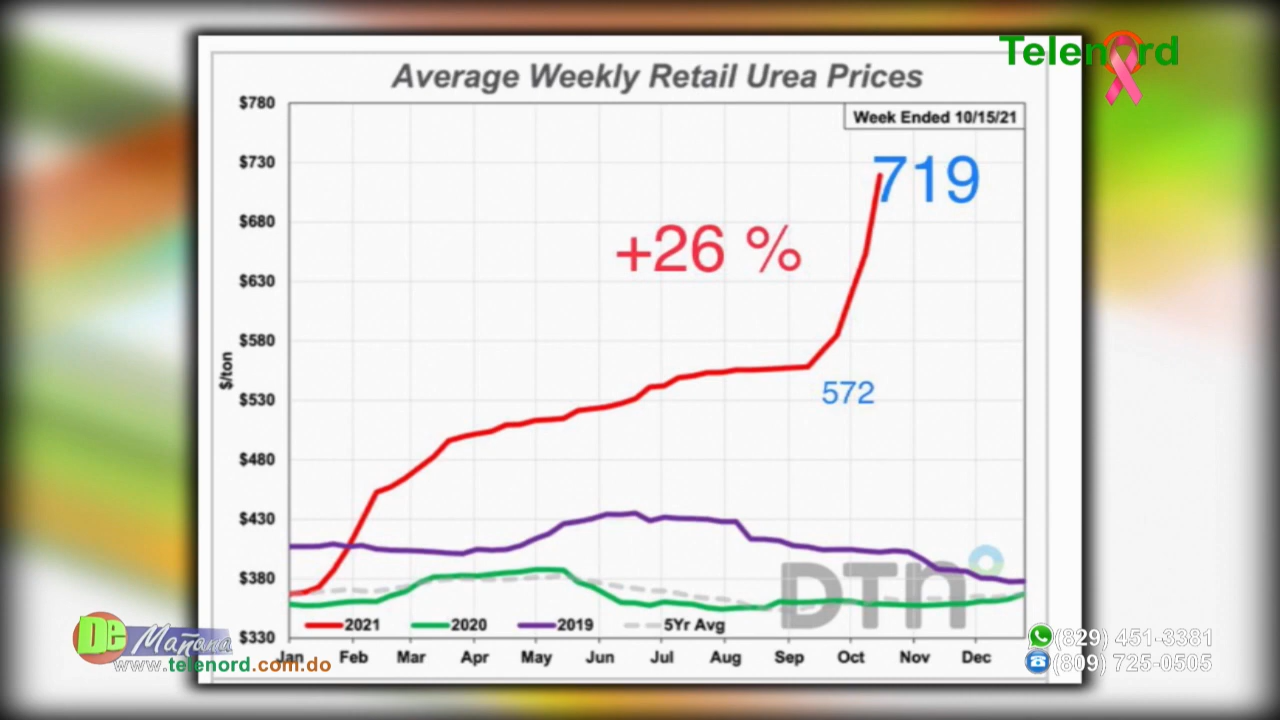 Telenord
Average Weekly Retail Urea Prices
Week Ended 10/15/21
$780
$730
$680
$630
$580
$530
$480
$430
$380
$330
$/ton
719
+26 %
572
DTn
2021
2020
2019
5Yr Avg
Jan
Feb
Mar
Apr
May
Jun
Jul
Aug
Sep
Oct
Nov
Dec
De Mañana
www.telenord.com.do
(829) 451-3381
(809) 725-0505